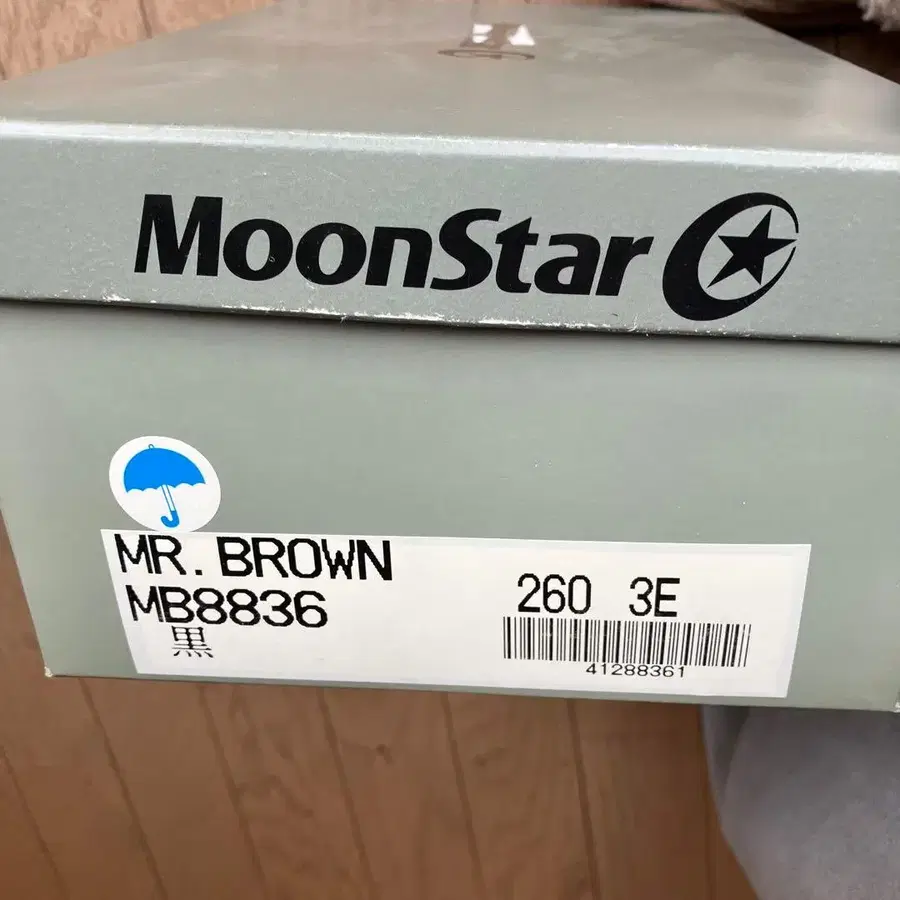 MoonStar
MR. BROWN
MB8836
黒
260 3E
41288361